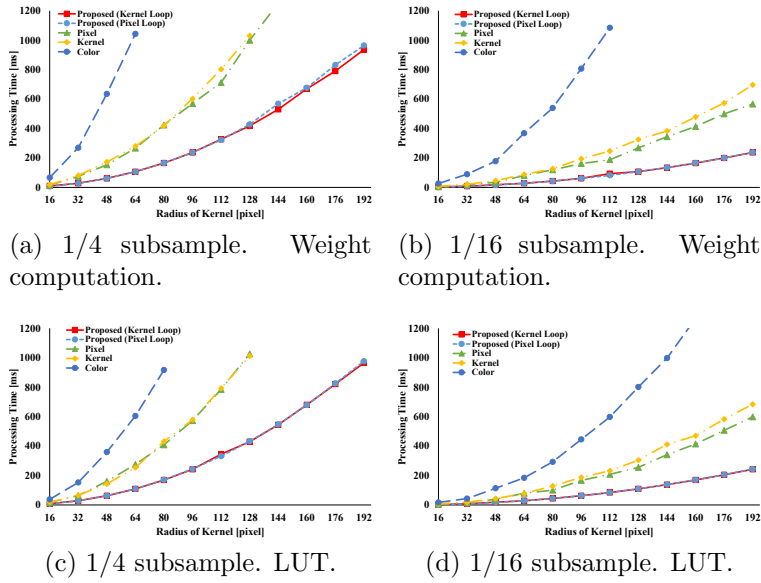 1200
1000
800
600
400
200
0
Processing Time [ms]
Proposed (Kernel Loop)
Proposed (Pixel Loop)
Pixel
Kernel
Color
16 32 48 64 80 96 112 128 144 160 176 192
Radius of Kernel [pixel]
(a) 1/4 subsample. Weight
computation.
1200
1000
800
600
400
200
0
Processing Time [ms]
Proposed (Kernel Loop)
Proposed (Pixel Loop)
Pixel
Kernel
Color
16 32 48 64 80 96 112 128 144 160 176 192
Radius of Kernel [pixel]
(b) 1/16 subsample. Weight
computation.
1200
1000
800
600
400
200
0
Processing Time [ms]
Proposed (Kernel Loop)
Proposed (Pixel Loop)
Pixel
Kernel
Color
16 32 48 64 80 96 112 128 144 160 176 192
Radius of Kernel [pixel]
(c) 1/4 subsample. LUT.
1200
1000
800
600
400
200
0
Processing Time [ms]
Proposed (Kernel Loop)
Proposed (Pixel Loop)
Pixel
Kernel
Color
16 32 48 64 80 96 112 128 144 160 176 192
Radius of Kernel [pixel]
(d) 1/16 subsample. LUT.